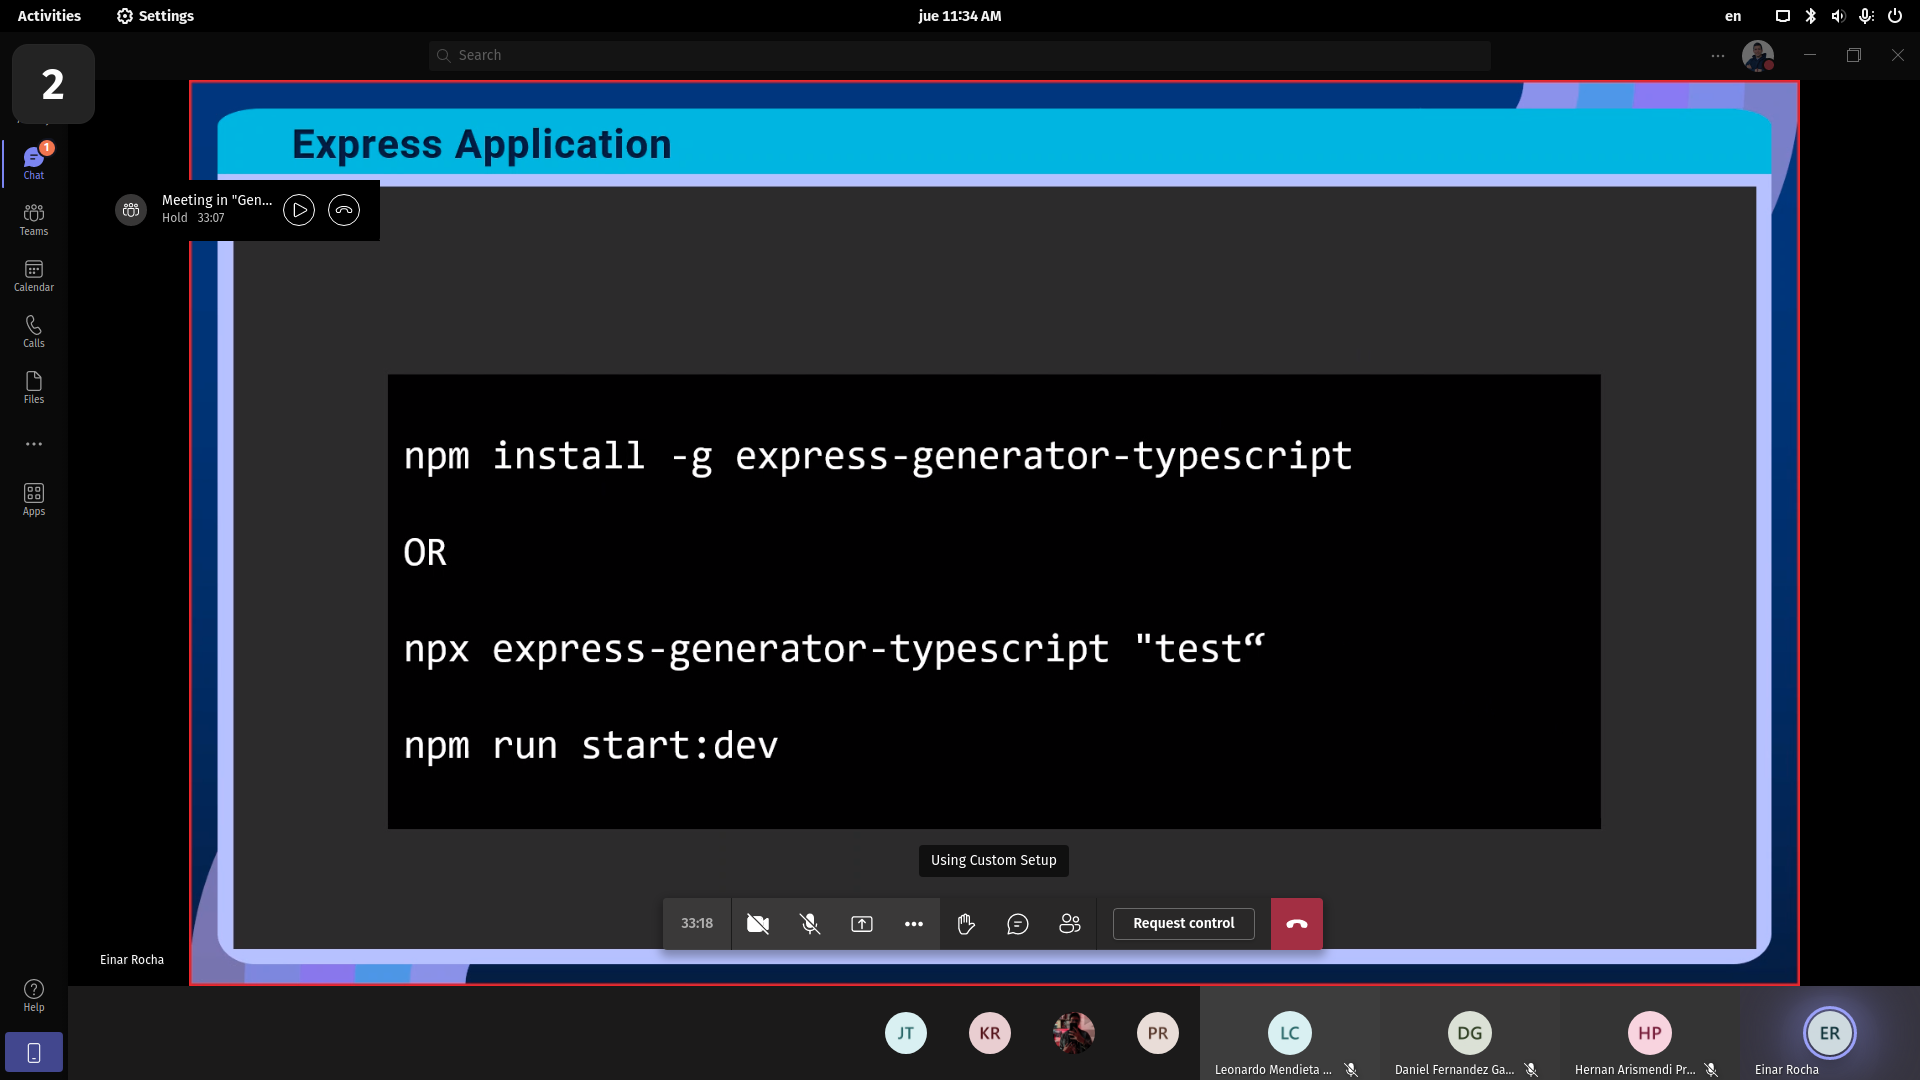 Activities
Settings
jue 11:34 AM
en
2
Search
Chat
1
Teams
Calendar
Calls
Files
Apps
Help
Express Application
Meeting in "Gen...
Hold 33:07
npm install -g express-generator-typescript
OR
npx express-generator-typescript "test“
npm run start:dev
Using Custom Setup
33:18
Request control
Einar Rocha
JT
KR
PR
LC
Leonardo Mendieta ...
DG
Daniel Fernandez Ga...
HP
Hernan Arismendi Pr...
ER
Einar Rocha